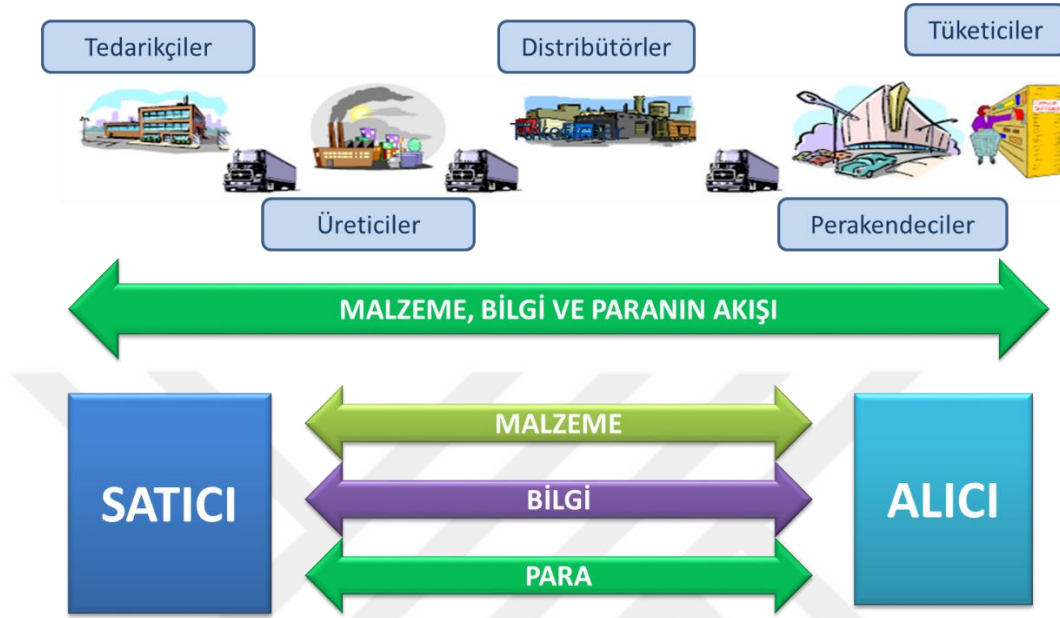 Tedarikçiler
Distribütörler
Tüketiciler
Üreticiler
Perakendeciler
MALZEME, BİLGİ VE PARANIN AKIŞI
SATICI
MALZEME
BİLGİ
PARA
ALICI